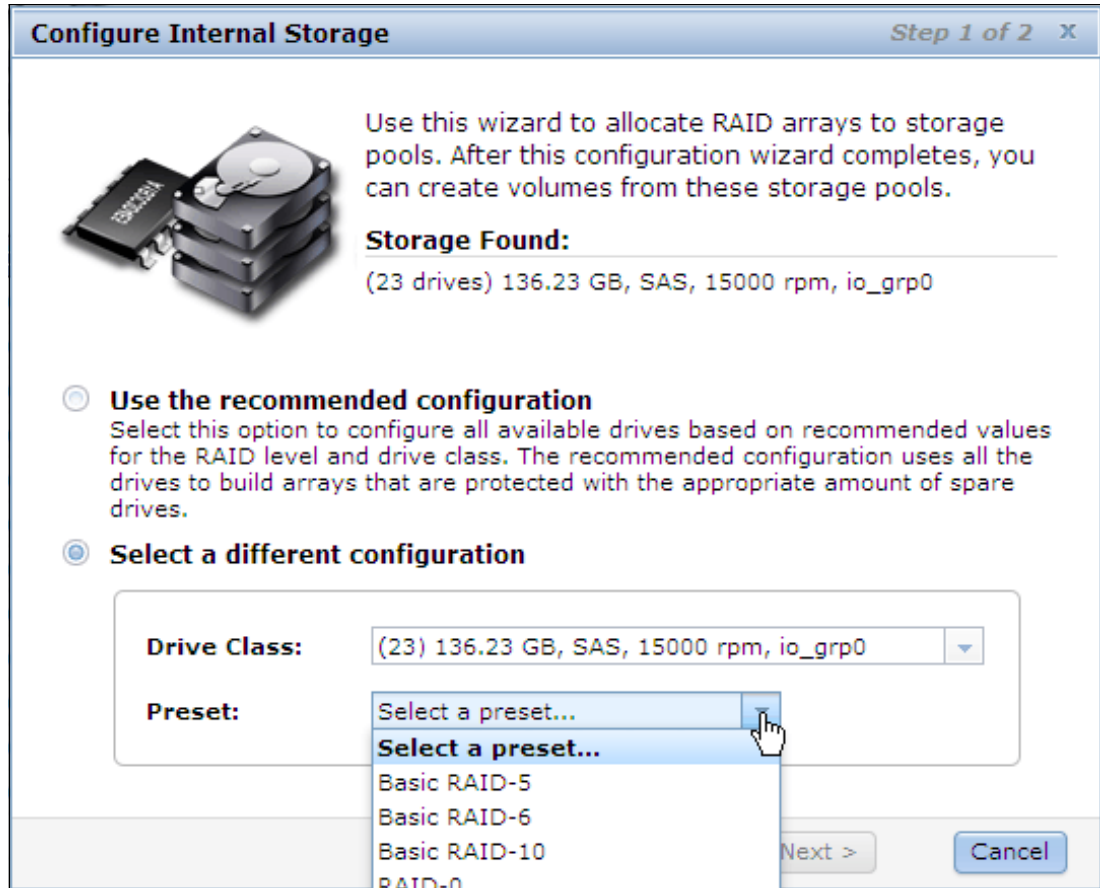 Configure Internal Storage Step 1 of 2 x
Use this wizard to allocate RAID arrays to storage
pools. After this configuration wizard completes, you
can create volumes from these storage pools.
Storage Found:
(23 drives) 136.23 GB, SAS, 15000 rpm, io_grp0
Use the recommended configuration
Select this option to configure all available drives based on recommended values
for the RAID level and drive class. The recommended configuration uses all the
drives to build arrays that are protected with the appropriate amount of spare
drives.
Select a different configuration
Drive Class: (23) 136.23 GB, SAS, 15000 rpm, io_grp0
Preset: Select a preset...
Select a preset...
Basic RAID-5
Basic RAID-6
Basic RAID-10
RAID-0
Next > Cancel